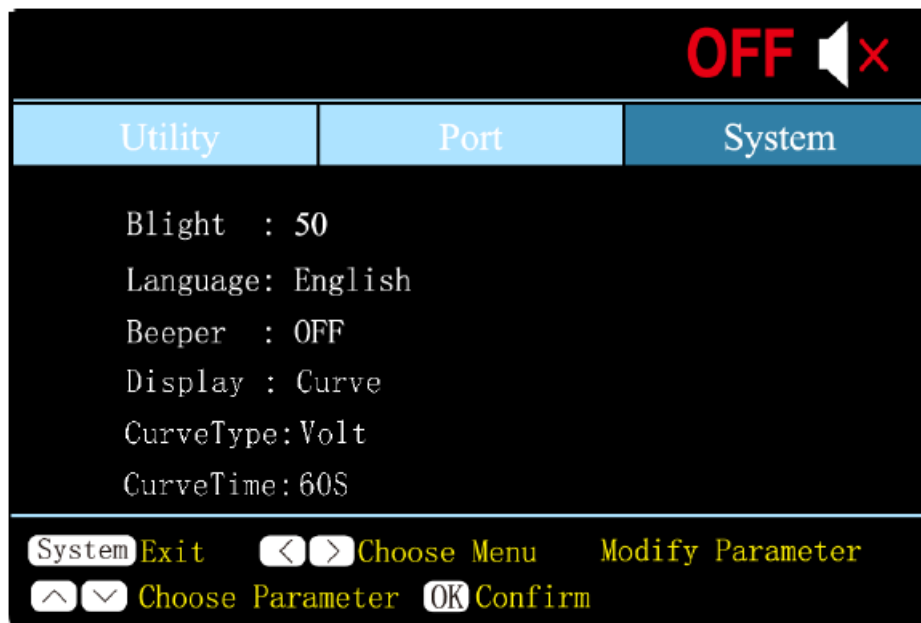 OFF
Utility Port System
Blight : 50
Language: English
Beeper : OFF
Display : Curve
CurveType:Volt
CurveTime:60S
System Exit < > Choose Menu Modify Parameter
Choose Parameter OK Confirm